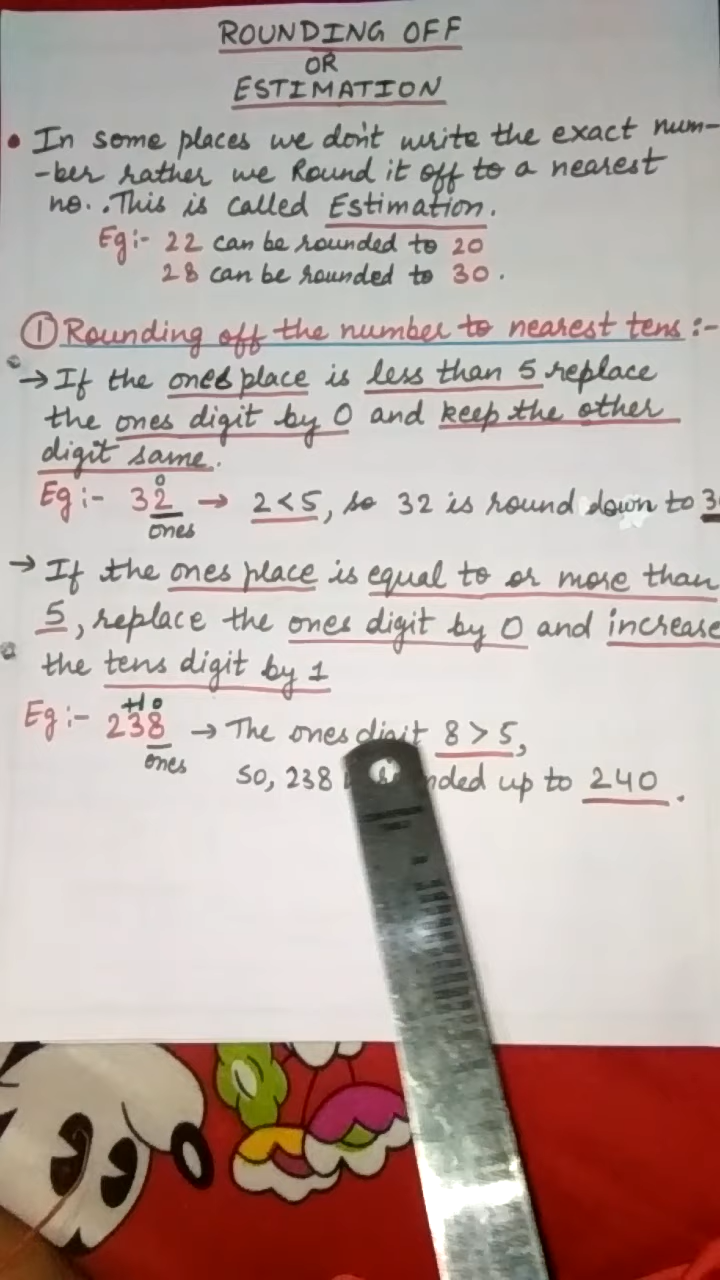 ROUNDING OFF
OR
ESTIMATION
• In some places we don't write the exact num-
-ber rather we Round it off to a nearest
no.. This is called Estimation.
Eg:- 22 can be rounded to 20
28 can be rounded to 30.
① Rounding off the number to nearest tens :-
→ If the ones place is less than 5 replace
the ones digit by 0 and keep the other
digit same.
0
Eg:- 32 → 2<5, so 32 is round down to 3
ones
→ If the ones place is equal to or more than
5, replace the ones digit by 0 and increase
the tens digit by 1
+1 0
Eg:- 238 → The ones digit 8 > 5,
ones
So, 238 nded up to 240.